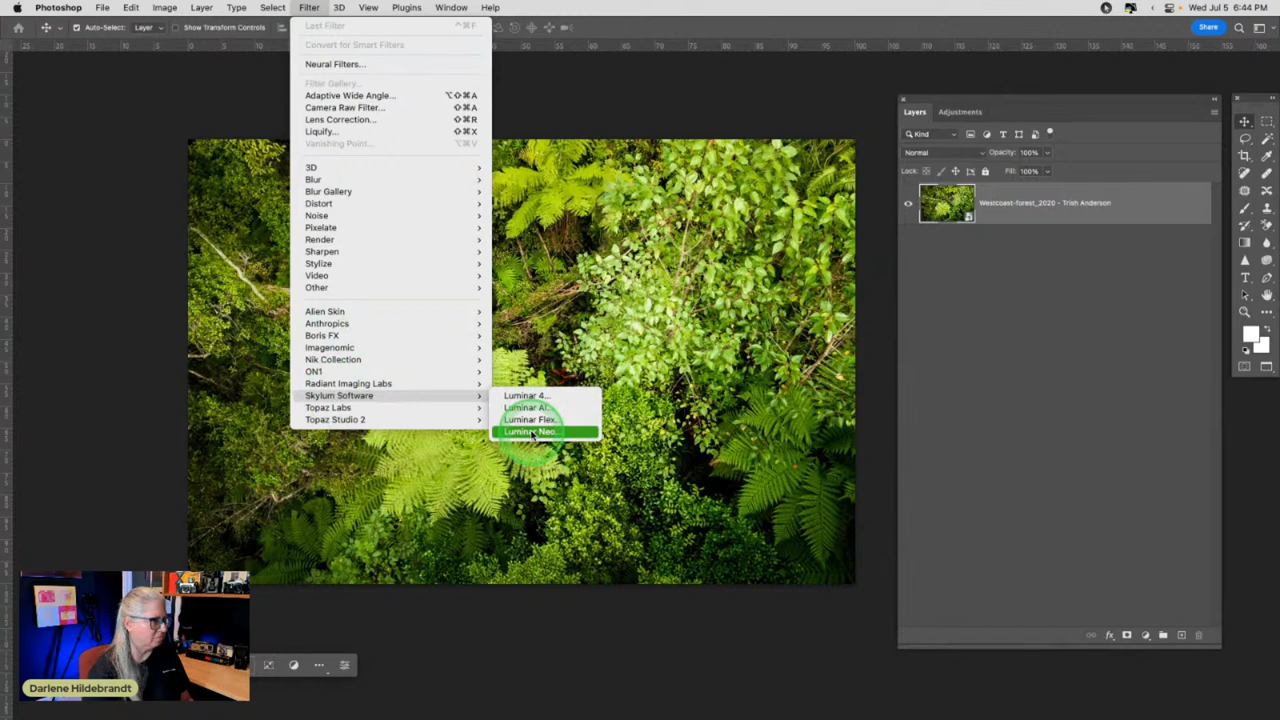 Photoshop File Edit Image Layer Type Select Filter 3D View Plugins Window Help Wed Jul 5 6:44 PM
Auto-Select: Layer Show Transform Controls Share
Last Filter ^⌘F
Convert for Smart Filters
Neural Filters...
Filter Gallery...
Adaptive Wide Angle... ⌥⇧⌘A
Camera Raw Filter... ⇧⌘A
Lens Correction... ⇧⌘R
Liquify... ⇧⌘X
Vanishing Point... ⌥⌘V
3D
Blur
Blur Gallery
Distort
Noise
Pixelate
Render
Sharpen
Stylize
Video
Other
Alien Skin
Anthropics
Boris FX
Imagenomic
Nik Collection
ON1
Radiant Imaging Labs
Skylum Software
Topaz Labs
Topaz Studio 2
Luminar 4...
Luminar AI...
Luminar Flex...
Luminar Neo...
Layers Adjustments
Kind
Normal Opacity: 100%
Lock: Fill: 100%
Westcoast-forest_2020 - Trish Anderson
Darlene Hildebrandt